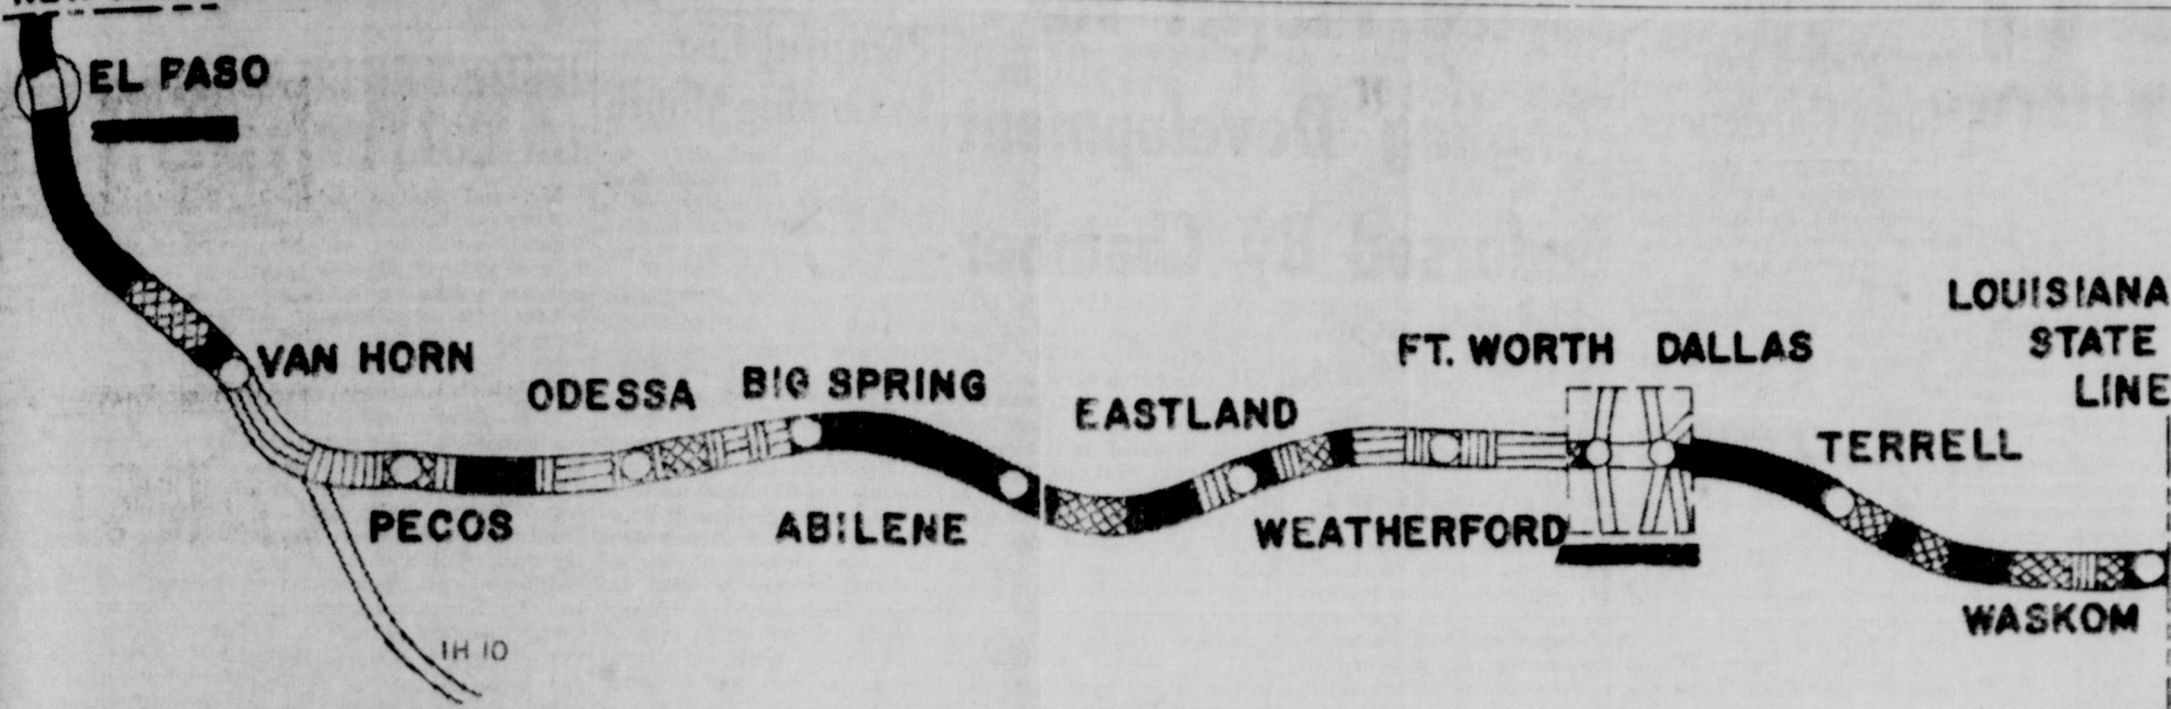 EL PASO
VAN HORN
ODESSA
BIG SPRING
EASTLAND
FT. WORTH
DALLAS
LOUISIANA
STATE
LINE
TERRELL
PECOS
ABILENE
WEATHERFORD
WASKOM
IH 10